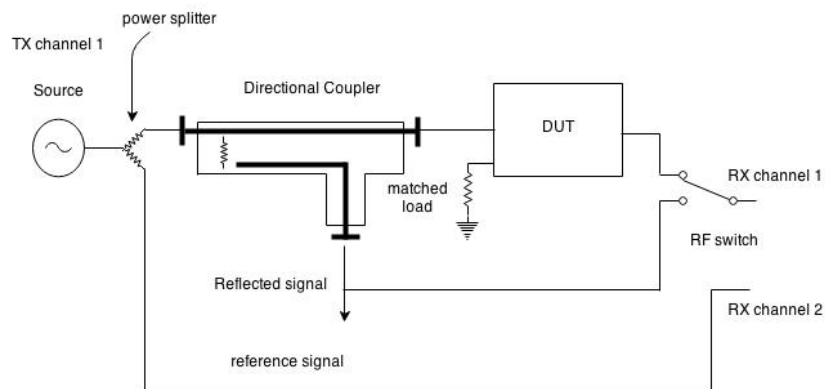 power splitter
TX channel 1
Source
Directional Coupler
DUT
matched
load
RX channel 1
RF switch
Reflected signal
RX channel 2
reference signal